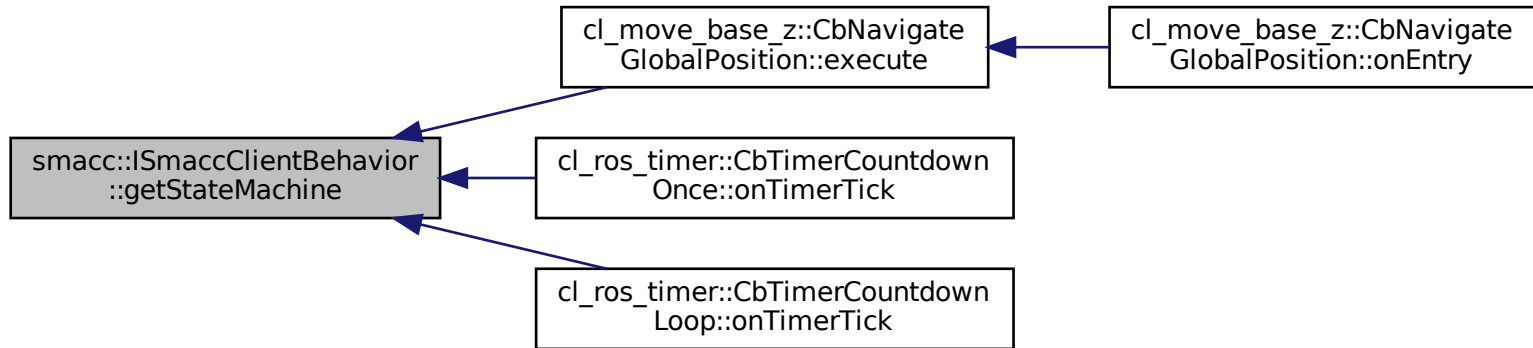 cl_move_base_z::CbNavigate
GlobalPosition::execute
cl_move_base_z::CbNavigate
GlobalPosition::onEntry
smacc::ISmaccClientBehavior
::getStateMachine
cl_ros_timer::CbTimerCountdown
Once::onTimerTick
cl_ros_timer::CbTimerCountdown
Loop::onTimerTick